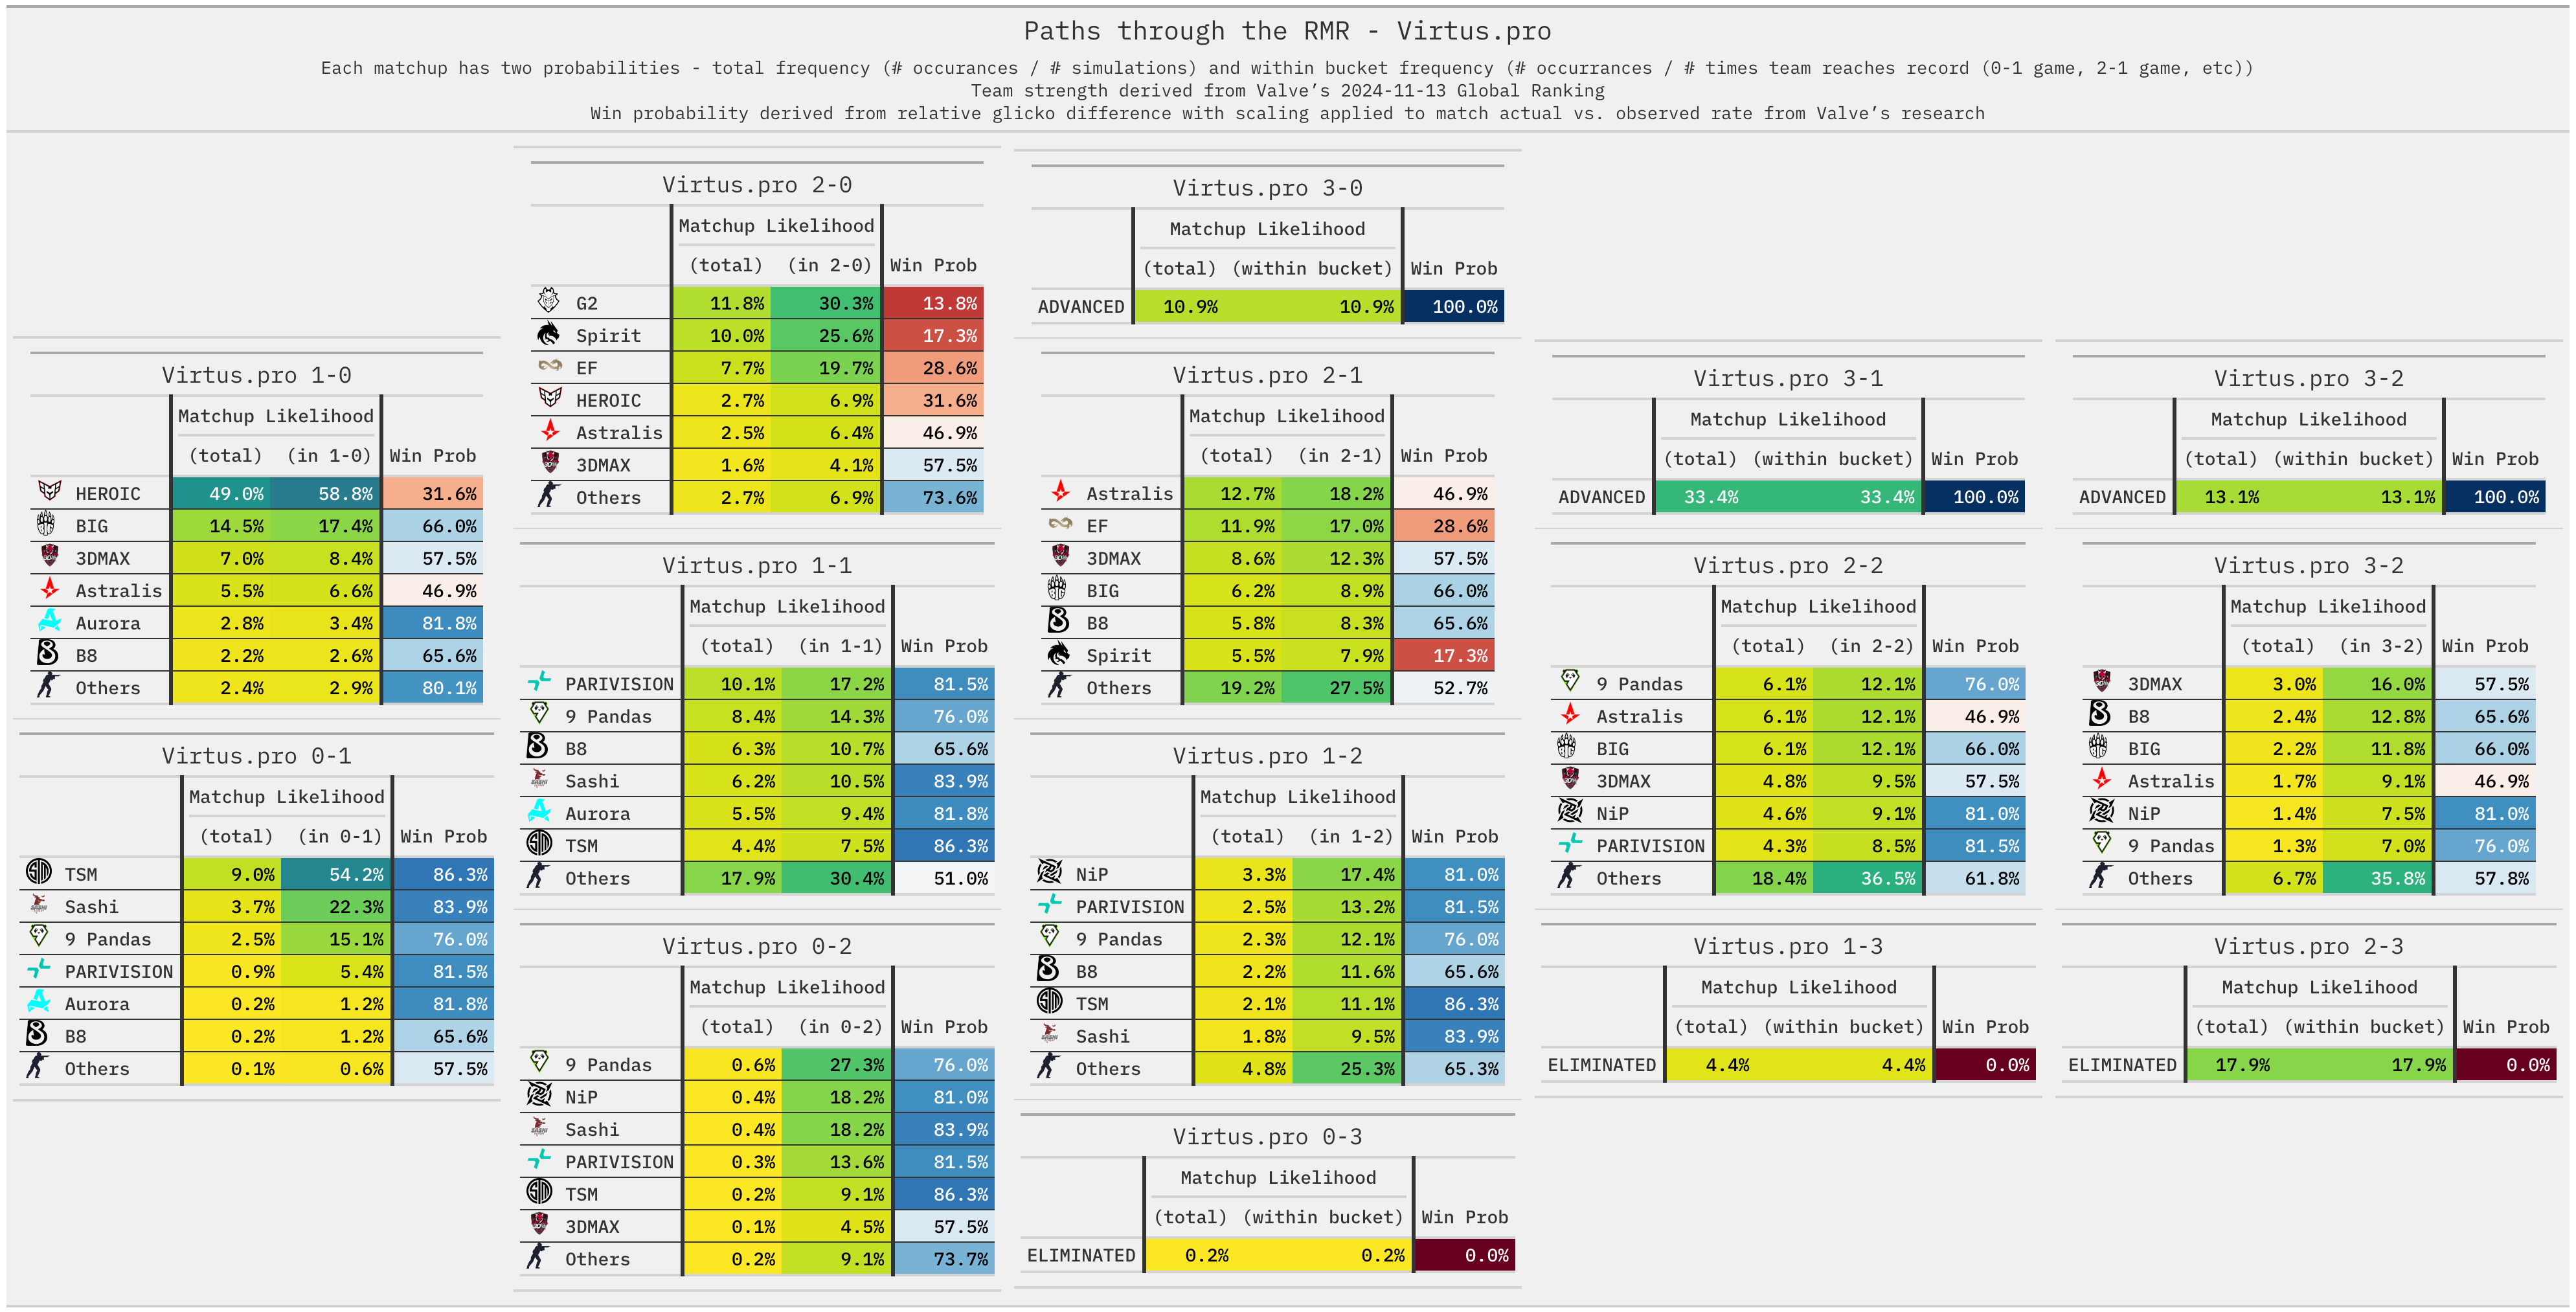 Paths through the RMR - Virtus.pro
Each matchup has two probabilities - total frequency (# occurances / # simulations) and within bucket frequency (# occurrances / # times team reaches record (0-1 game, 2-1 game, etc))
Team strength derived from Valve's 2024-11-13 Global Ranking
Win probability derived from relative glicko difference with scaling applied to match actual vs. observed rate from Valve's research
Virtus.pro 1-0
Matchup Likelihood
(total) (in 1-0) Win Prob
HEROIC 49.0% 58.8% 31.6%
BIG 14.5% 17.4% 66.0%
3DMAX 7.0% 8.4% 57.5%
Astralis 5.5% 6.6% 46.9%
Aurora 2.8% 3.4% 81.8%
B8 2.2% 2.6% 65.6%
Others 2.4% 2.9% 80.1%
Virtus.pro 0-1
Matchup Likelihood
(total) (in 0-1) Win Prob
TSM 9.0% 54.2% 86.3%
Sashi 3.7% 22.3% 83.9%
9 Pandas 2.5% 15.1% 76.0%
PARIVISION 0.9% 5.4% 81.5%
Aurora 0.2% 1.2% 81.8%
B8 0.2% 1.2% 65.6%
Others 0.1% 0.6% 57.5%
Virtus.pro 2-0
Matchup Likelihood
(total) (in 2-0) Win Prob
G2 11.8% 30.3% 13.8%
Spirit 10.0% 25.6% 17.3%
EF 7.7% 19.7% 28.6%
HEROIC 2.7% 6.9% 31.6%
Astralis 2.5% 6.4% 46.9%
3DMAX 1.6% 4.1% 57.5%
Others 2.7% 6.9% 73.6%
Virtus.pro 1-1
Matchup Likelihood
(total) (in 1-1) Win Prob
PARIVISION 10.1% 17.2% 81.5%
9 Pandas 8.4% 14.3% 76.0%
B8 6.3% 10.7% 65.6%
Sashi 6.2% 10.5% 83.9%
Aurora 5.5% 9.4% 81.8%
TSM 4.4% 7.5% 86.3%
Others 17.9% 30.4% 51.0%
Virtus.pro 0-2
Matchup Likelihood
(total) (in 0-2) Win Prob
9 Pandas 0.6% 27.3% 76.0%
NiP 0.4% 18.2% 81.0%
Sashi 0.4% 18.2% 83.9%
PARIVISION 0.3% 13.6% 81.5%
TSM 0.2% 9.1% 86.3%
3DMAX 0.1% 4.5% 57.5%
Others 0.2% 9.1% 73.7%
Virtus.pro 3-0
Matchup Likelihood
(total) (within bucket) Win Prob
ADVANCED 10.9% 10.9% 100.0%
Virtus.pro 2-1
Matchup Likelihood
(total) (in 2-1) Win Prob
Astralis 12.7% 18.2% 46.9%
EF 11.9% 17.0% 28.6%
3DMAX 8.6% 12.3% 57.5%
BIG 6.2% 8.9% 66.0%
B8 5.8% 8.3% 65.6%
Spirit 5.5% 7.9% 17.3%
Others 19.2% 27.5% 52.7%
Virtus.pro 1-2
Matchup Likelihood
(total) (in 1-2) Win Prob
NiP 3.3% 17.4% 81.0%
PARIVISION 2.5% 13.2% 81.5%
9 Pandas 2.3% 12.1% 76.0%
B8 2.2% 11.6% 65.6%
TSM 2.1% 11.1% 86.3%
Sashi 1.8% 9.5% 83.9%
Others 4.8% 25.3% 65.3%
Virtus.pro 0-3
Matchup Likelihood
(total) (within bucket) Win Prob
ELIMINATED 0.2% 0.2% 0.0%
Virtus.pro 3-1
Matchup Likelihood
(total) (within bucket) Win Prob
ADVANCED 33.4% 33.4% 100.0%
Virtus.pro 2-2
Matchup Likelihood
(total) (in 2-2) Win Prob
9 Pandas 6.1% 12.1% 76.0%
Astralis 6.1% 12.1% 46.9%
BIG 6.1% 12.1% 66.0%
3DMAX 4.8% 9.5% 57.5%
NiP 4.6% 9.1% 81.0%
PARIVISION 4.3% 8.5% 81.5%
Others 18.4% 36.5% 61.8%
Virtus.pro 1-3
Matchup Likelihood
(total) (within bucket) Win Prob
ELIMINATED 4.4% 4.4% 0.0%
Virtus.pro 3-2
Matchup Likelihood
(total) (within bucket) Win Prob
ADVANCED 13.1% 13.1% 100.0%
Virtus.pro 3-2
Matchup Likelihood
(total) (in 3-2) Win Prob
3DMAX 3.0% 16.0% 57.5%
B8 2.4% 12.8% 65.6%
BIG 2.2% 11.8% 66.0%
Astralis 1.7% 9.1% 46.9%
NiP 1.4% 7.5% 81.0%
9 Pandas 1.3% 7.0% 76.0%
Others 6.7% 35.8% 57.8%
Virtus.pro 2-3
Matchup Likelihood
(total) (within bucket) Win Prob
ELIMINATED 17.9% 17.9% 0.0%